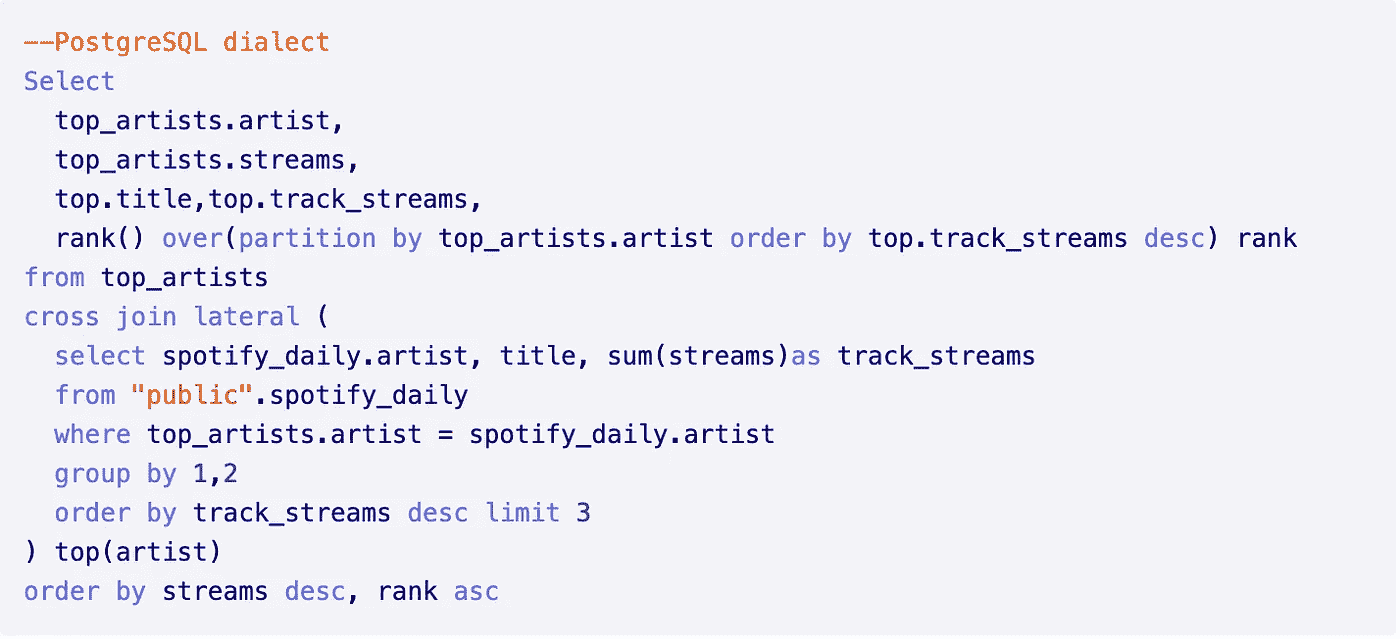 --PostgreSQL dialect
Select
  top_artists.artist,
  top_artists.streams,
  top.title,top.track_streams,
  rank() over(partition by top_artists.artist order by top.track_streams desc) rank
from top_artists
cross join lateral (
  select spotify_daily.artist, title, sum(streams)as track_streams
  from "public".spotify_daily
  where top_artists.artist = spotify_daily.artist
  group by 1,2
  order by track_streams desc limit 3
) top(artist)
order by streams desc, rank asc